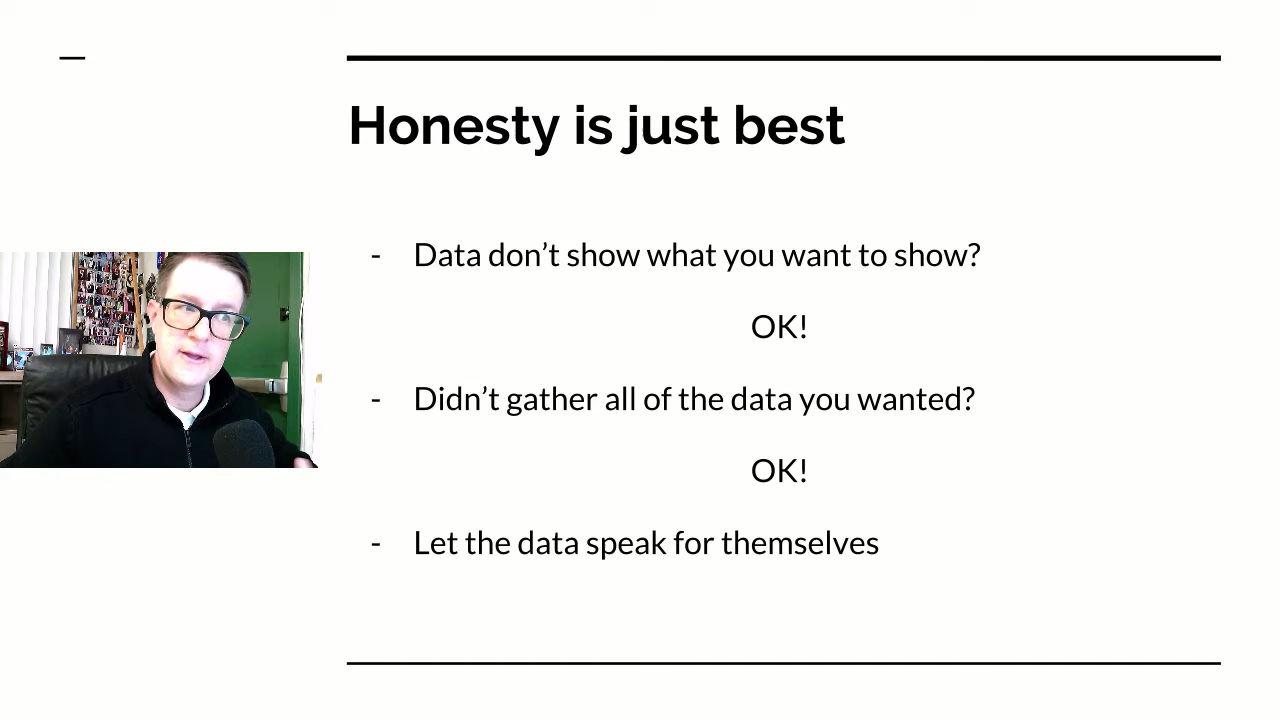 Honesty is just best
- Data don’t show what you want to show?
OK!
- Didn’t gather all of the data you wanted?
OK!
- Let the data speak for themselves